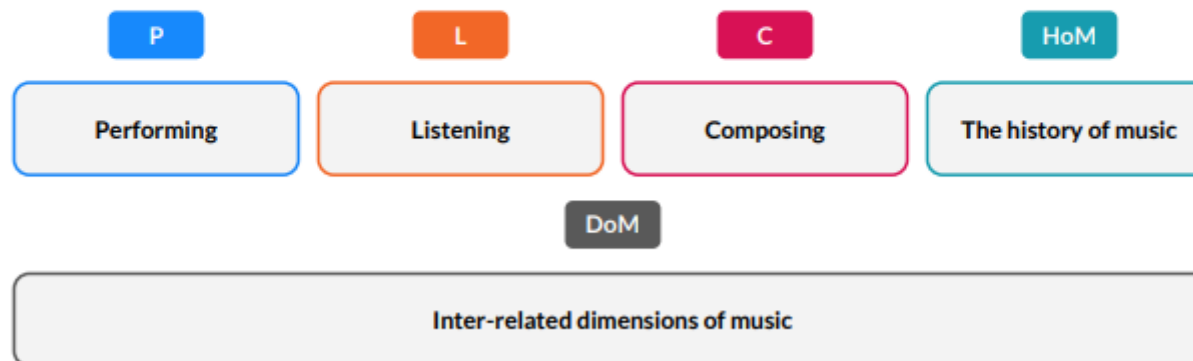 P L C HoM
Performing Listening Composing The history of music
DoM
Inter-related dimensions of music